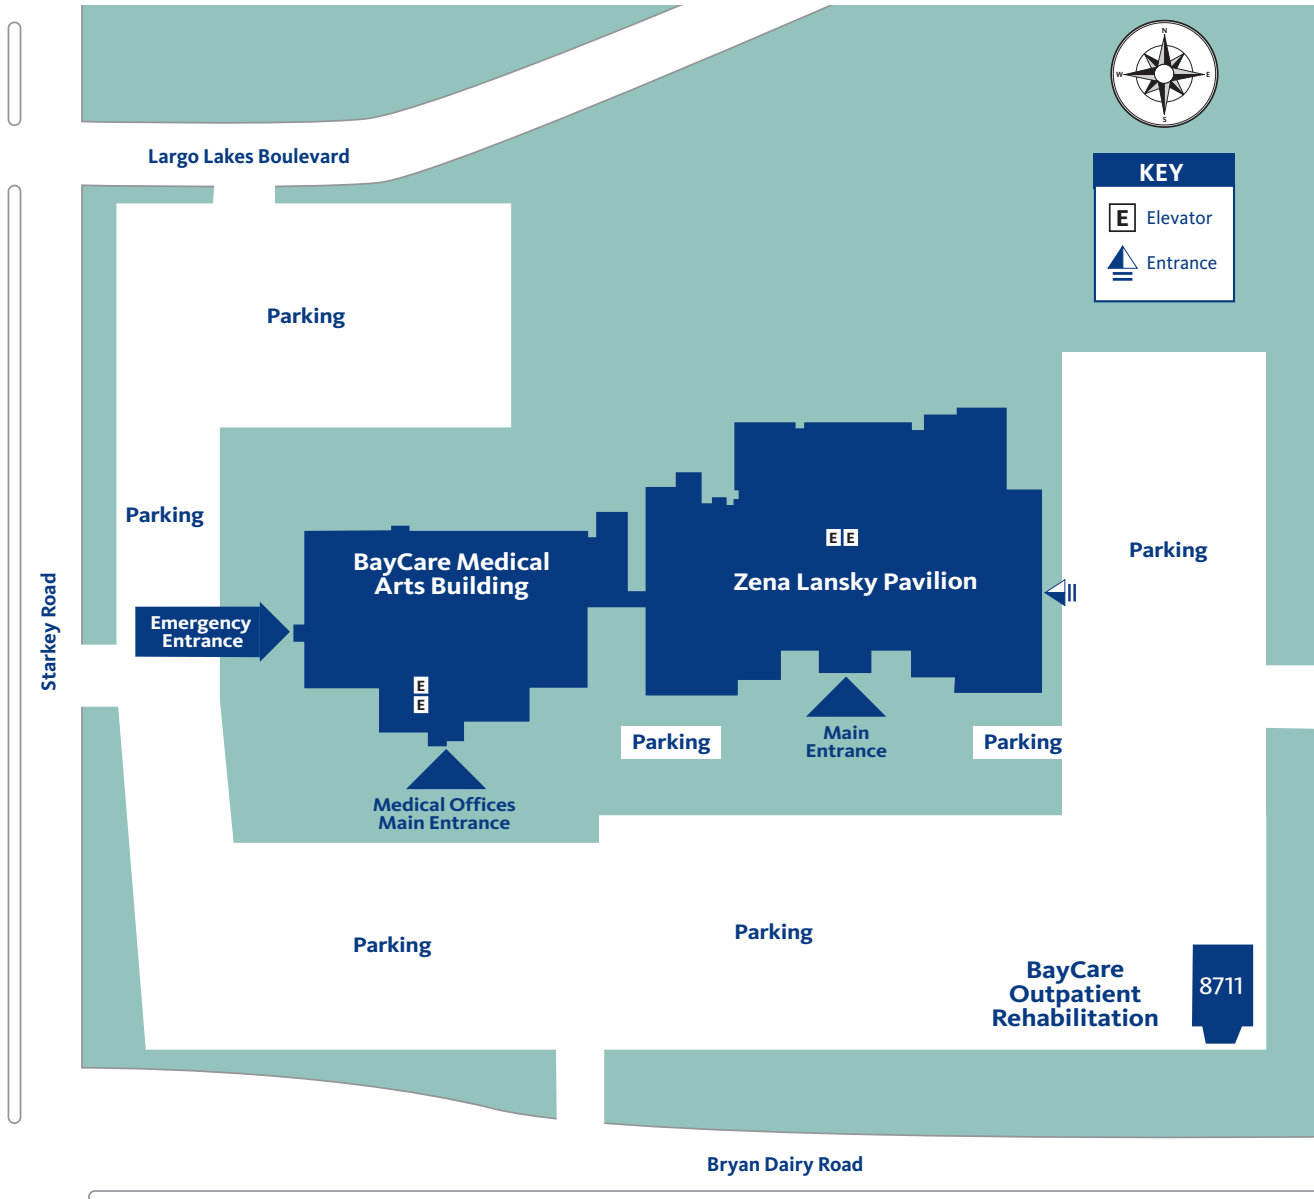 N
W
E
S
Largo Lakes Boulevard
KEY
E Elevator
Entrance
Parking
Parking
BayCare Medical
Arts Building
E E
Zena Lansky Pavilion
Parking
Starkey Road
Emergency
Entrance
E
E
Parking
Main
Entrance
Parking
Medical Offices
Main Entrance
Parking
Parking
BayCare
Outpatient
Rehabilitation
8711
Bryan Dairy Road